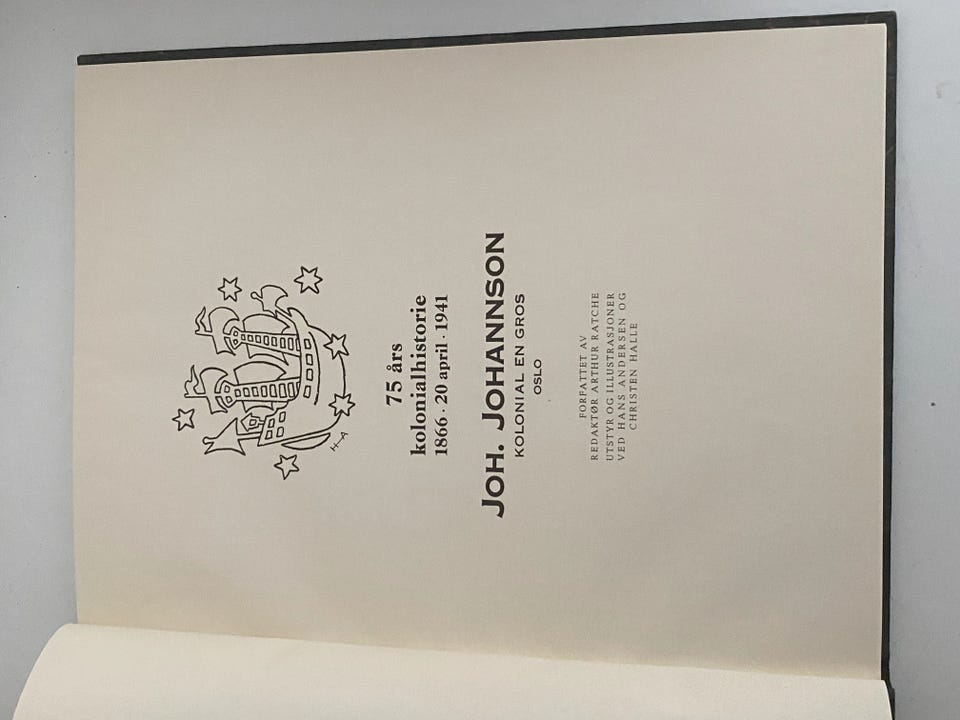 HA
75 års
kolonialhistorie
1866 · 20 april · 1941
JOH. JOHANNSON
KOLONIAL EN GROS
OSLO
FORFATTET AV
REDAKTØR ARTHUR RATCHE
UTSTYR OG ILLUSTRASJONER
VED HANS ANDERSEN OG
CHRISTEN HALLE